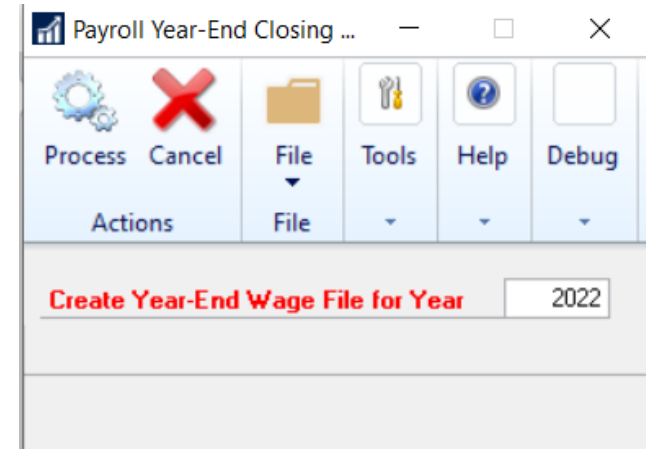 Payroll Year-End Closing ...
Process Cancel File Tools Help Debug
Actions File
Create Year-End Wage File for Year 2022